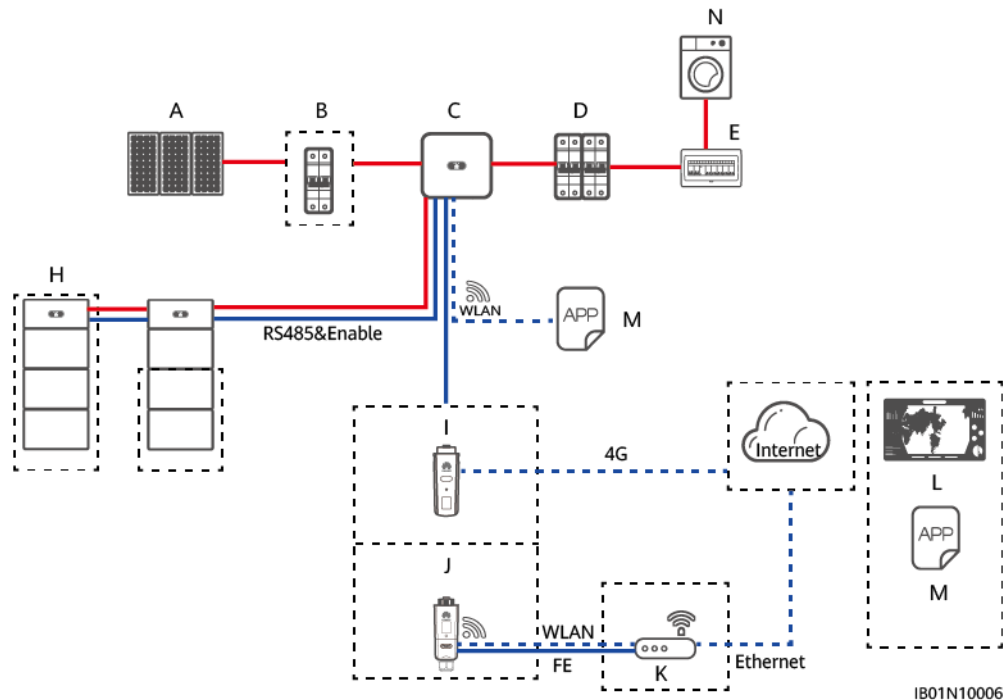 N
A
B
C
D
E
H
WLAN
APP
M
RS485&Enable
I
4G
Internet
L
APP
M
J
WLAN
FE
K
Ethernet
IB01N10006